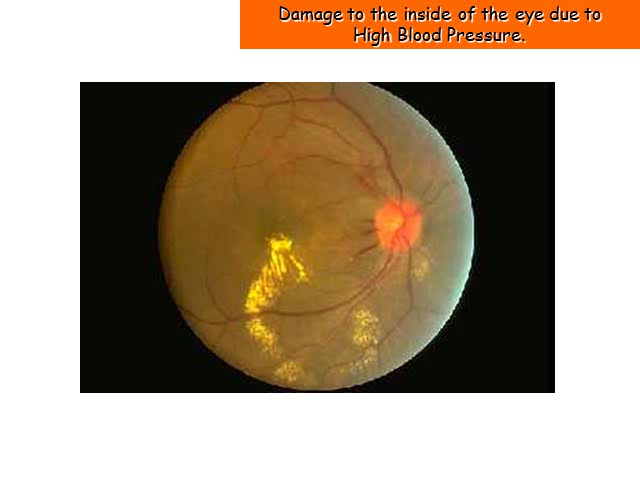 Damage to the inside of the eye due to
High Blood Pressure.